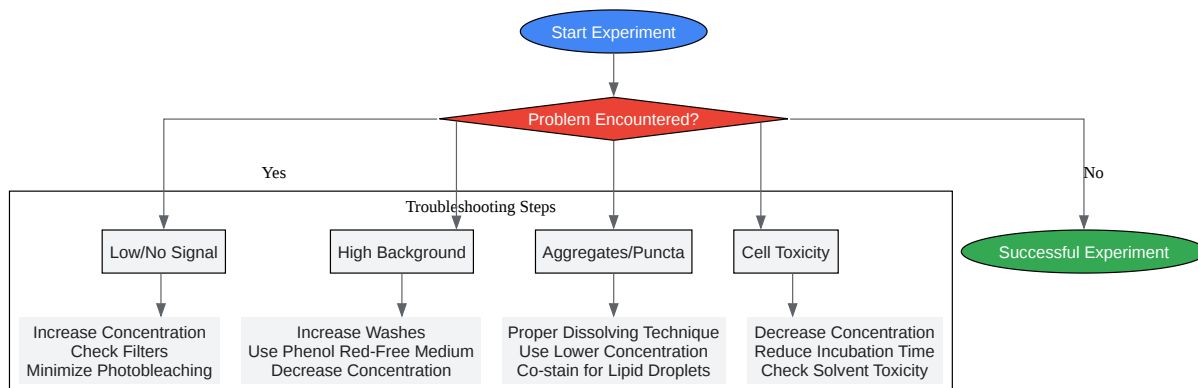 Start Experiment
Problem Encountered?
Yes
No
Troubleshooting Steps
Low/No Signal
High Background
Aggregates/Puncta
Cell Toxicity
Successful Experiment
Increase Concentration
Check Filters
Minimize Photobleaching
Increase Washes
Use Phenol Red-Free Medium
Decrease Concentration
Proper Dissolving Technique
Use Lower Concentration
Co-stain for Lipid Droplets
Decrease Concentration
Reduce Incubation Time
Check Solvent Toxicity